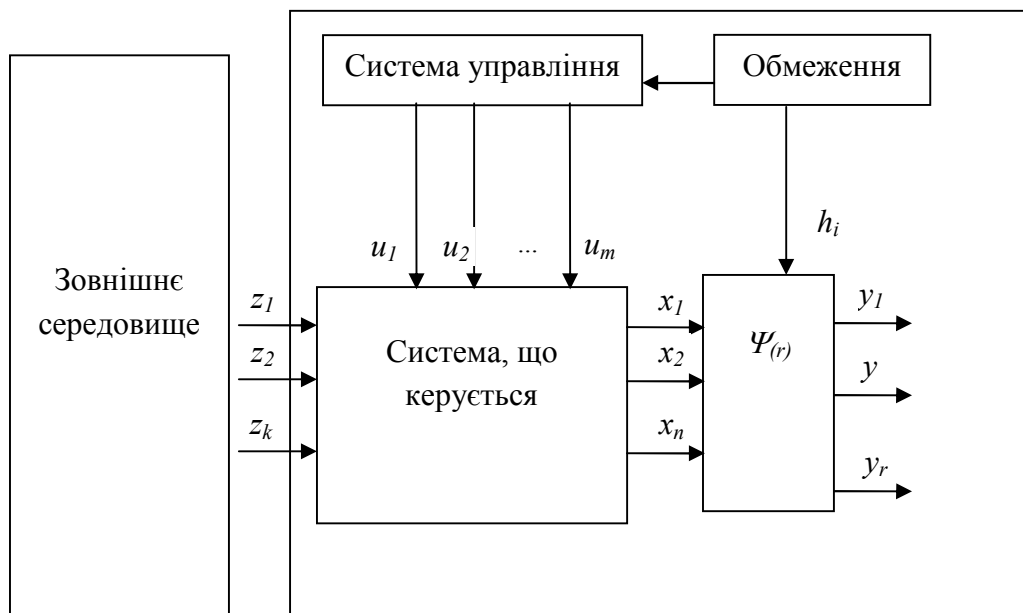 Система управління
Обмеження
u1 u2 ... um
hi
Зовнішнє
середовище
z1
z2
zk
Система, що
керується
x1
x2
xn
Ψ(r)
y1
y
yr